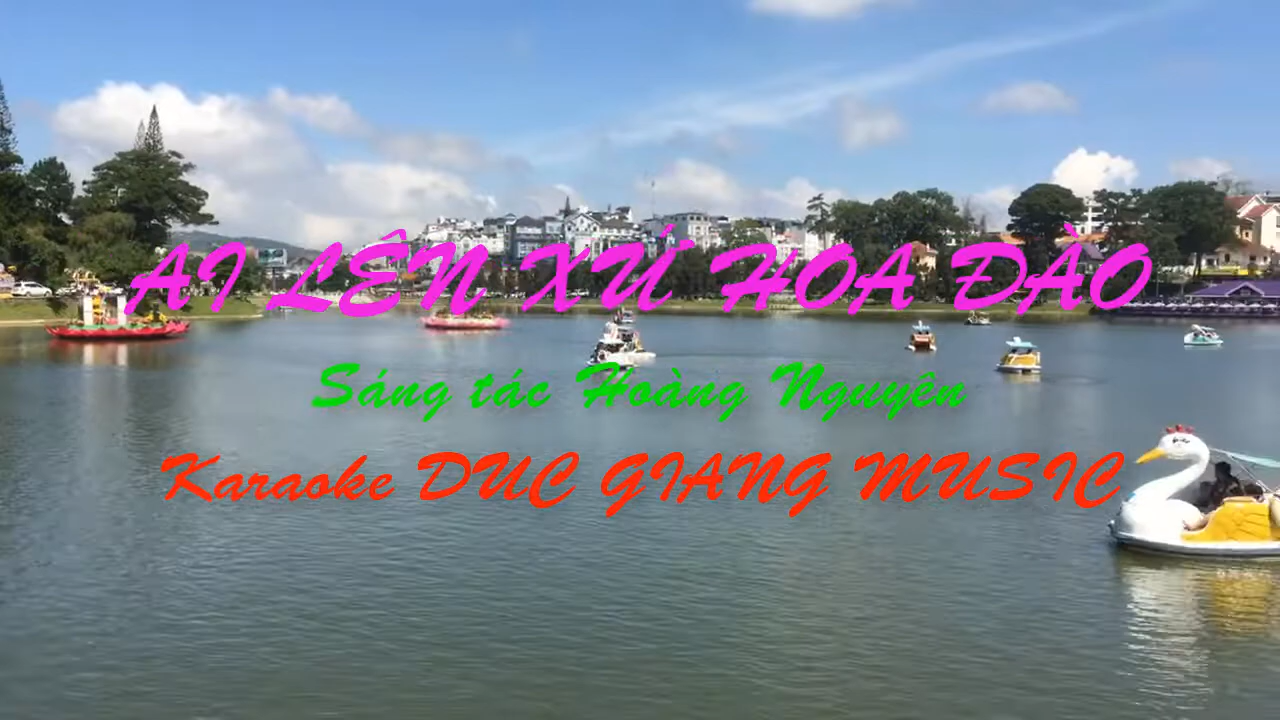 AI LÊN XỨ HOA ĐÀO
Sáng tác Hoàng Nguyên
Karaoke DUC GIANG MUSIC